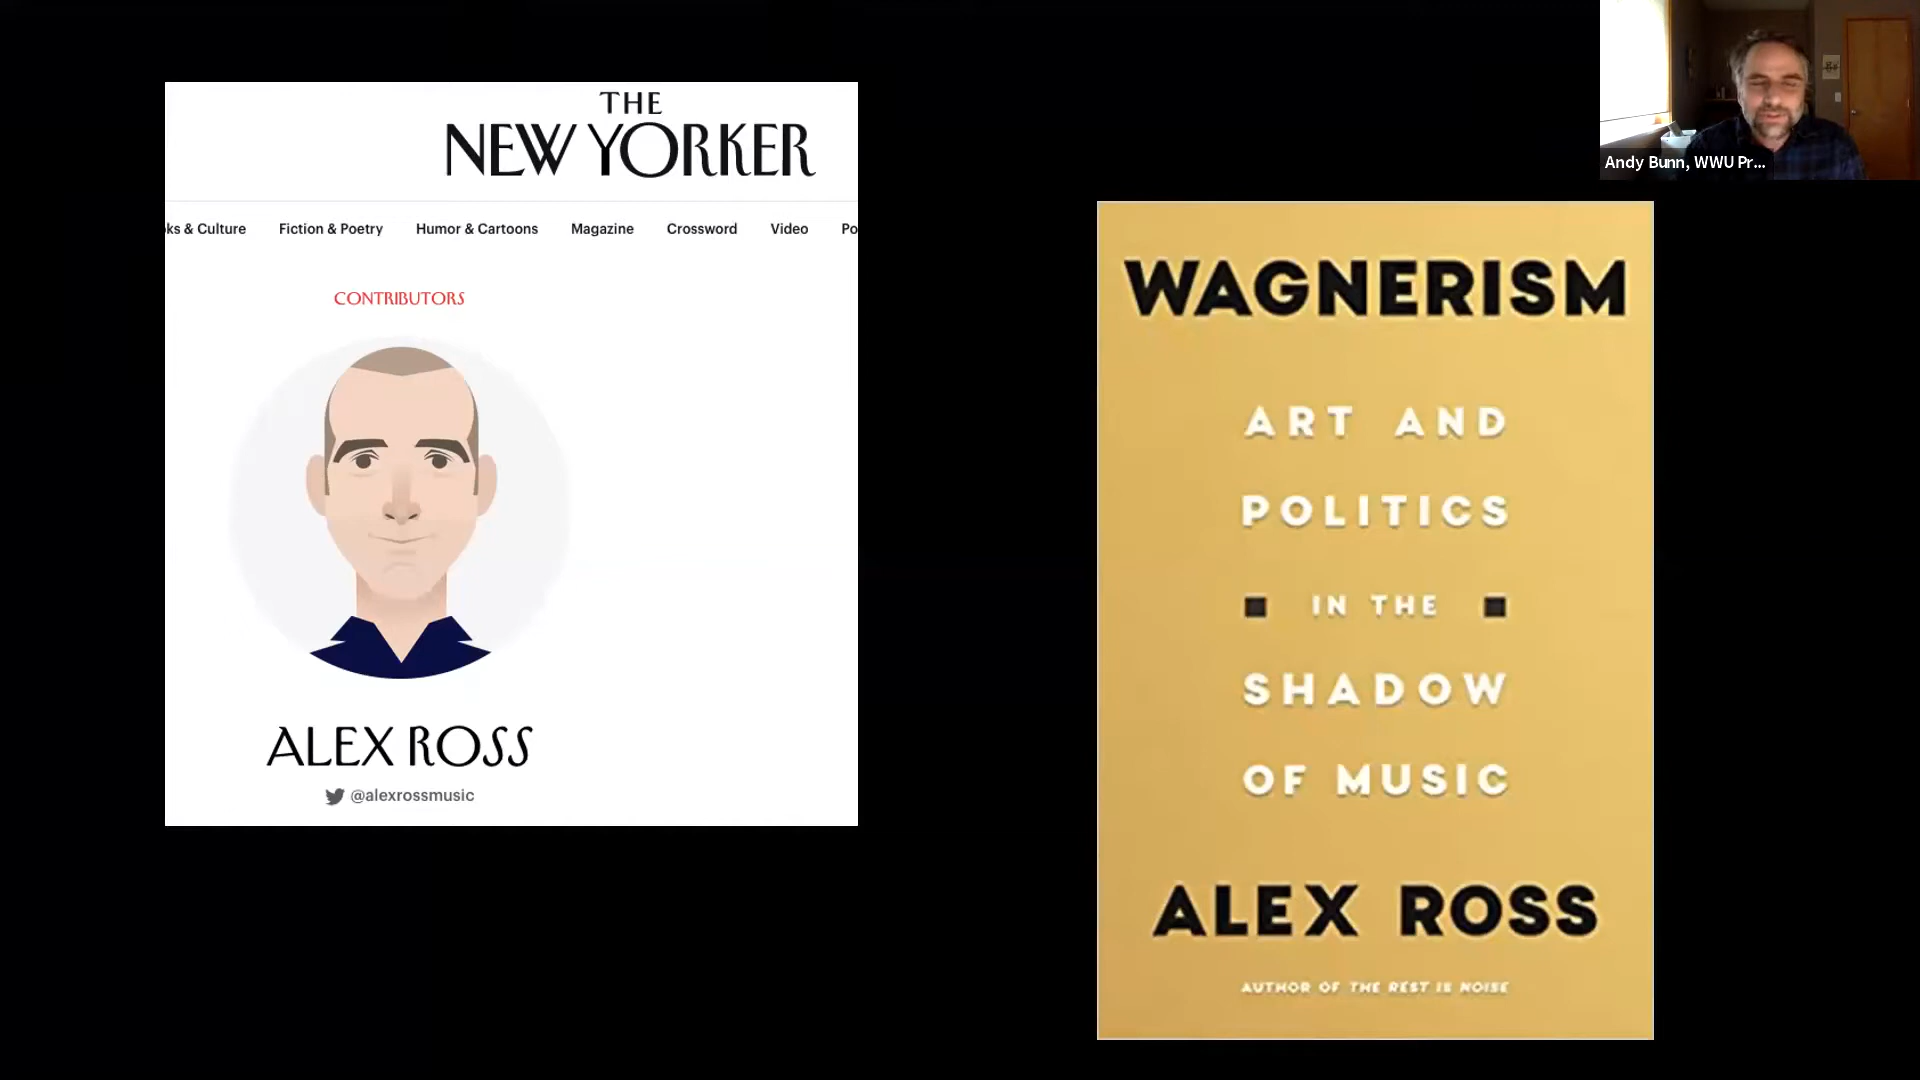 THE
NEW YORKER
ks & Culture Fiction & Poetry Humor & Cartoons Magazine Crossword Video Po
CONTRIBUTORS
ALEX ROSS
@alexrossmusic
Andy Bunn, WWU Pr...
WAGNERISM
ART AND
POLITICS
IN THE
SHADOW
OF MUSIC
ALEX ROSS
AUTHOR OF THE REST IS NOISE